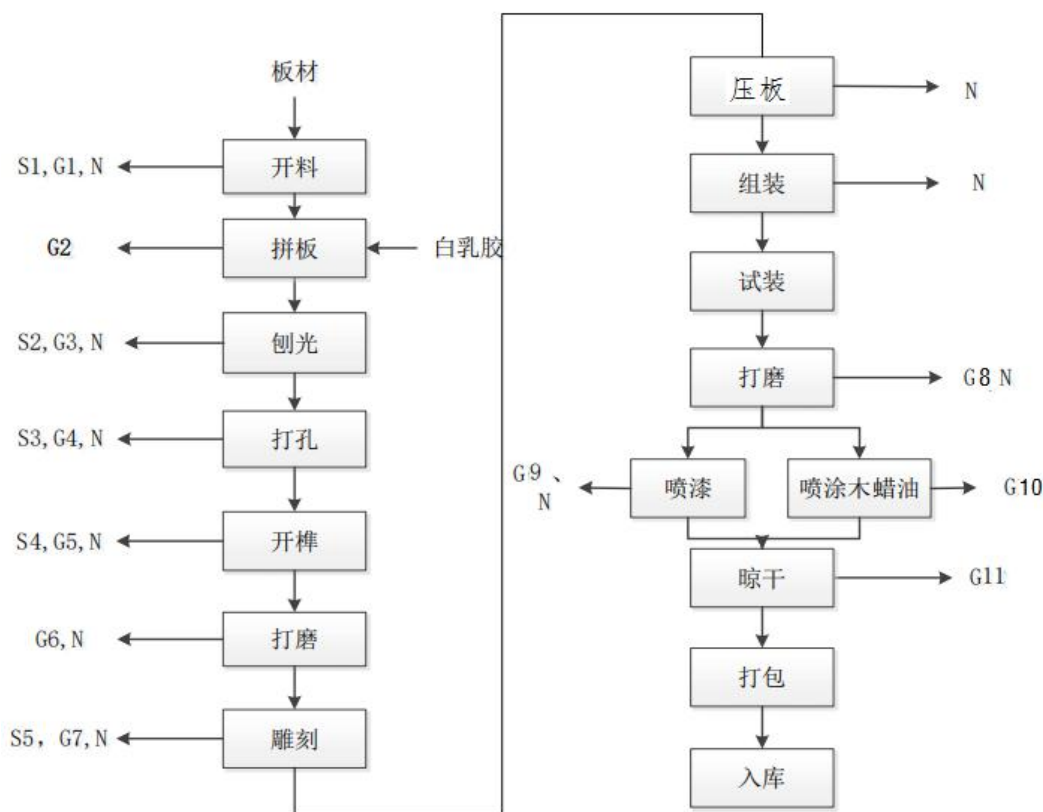 板材
S1,G1,N
开料
G2
拼板
白乳胶
S2,G3,N
刨光
S3,G4,N
打孔
S4,G5,N
开榫
G6,N
打磨
S5，G7,N
雕刻
压板
N
组装
N
试装
打磨
G8 N
G9、
N
喷漆
喷涂木蜡油
G10
晾干
G11
打包
入库